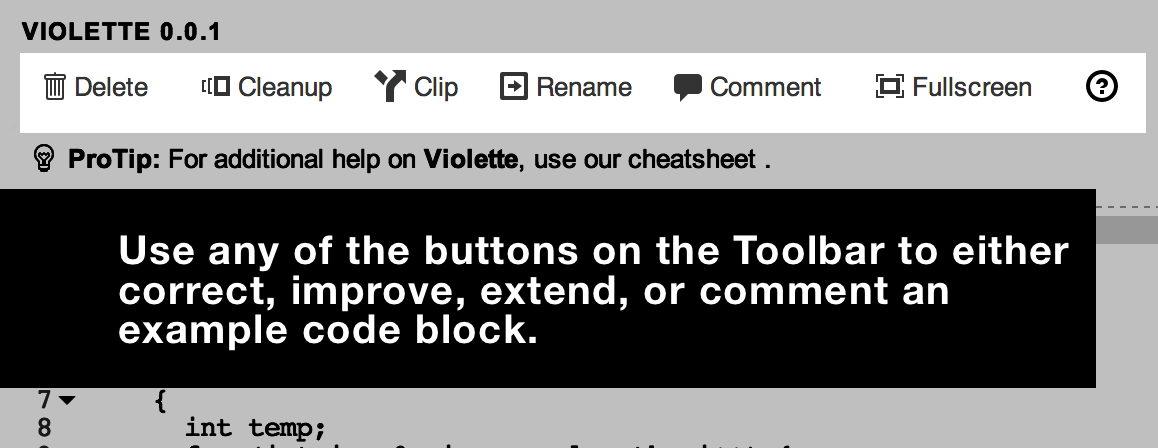 VIOLETTE 0.0.1
Delete Cleanup Clip Rename Comment Fullscreen ?
ProTip: For additional help on Violette, use our cheatsheet .
Use any of the buttons on the Toolbar to either
correct, improve, extend, or comment an
example code block.
7 {
8 int temp;